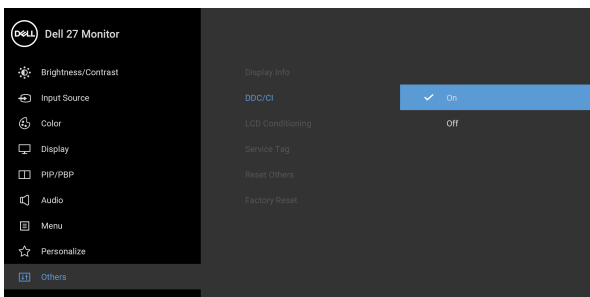 DELL Dell 27 Monitor
Brightness/Contrast
Input Source
Color
Display
PIP/PBP
Audio
Menu
Personalize
Others
Display Info
DDC/CI
LCD Conditioning
Service Tag
Reset Others
Factory Reset
On
Off